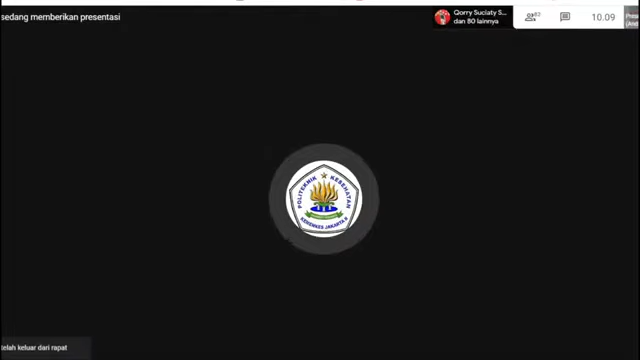 sedang memberikan presentasi
Qorry Suciaty S...
dan 80 lainnya
82
10.09
POLITEKNIK KESEHATAN
KEMENKES JAKARTA II
telah keluar dari rapat